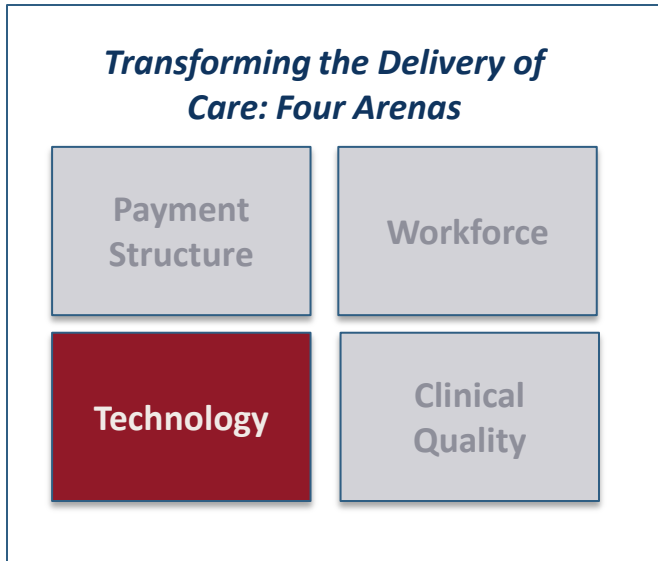 Transforming the Delivery of
Care: Four Arenas
Payment
Structure
Workforce
Technology
Clinical
Quality